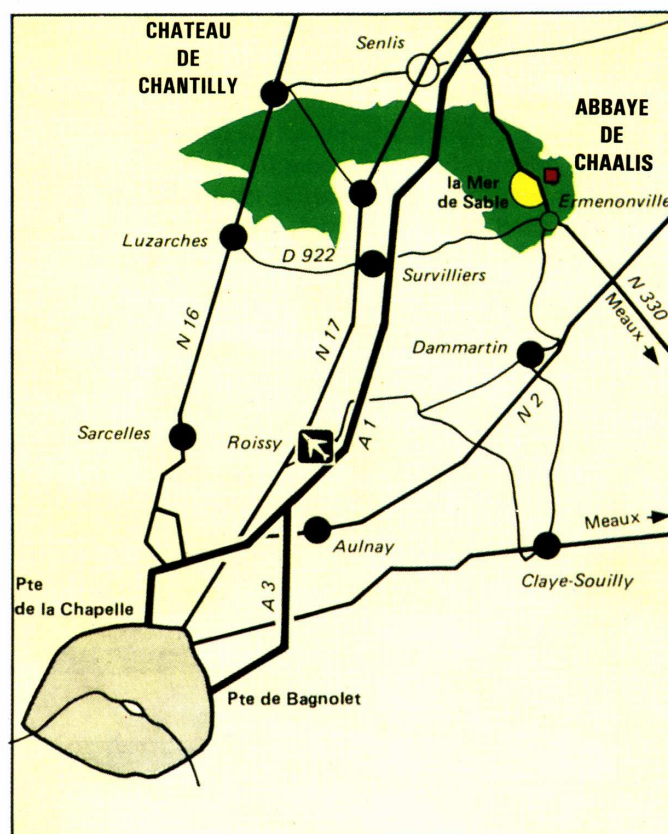 CHATEAU
DE
CHANTILLY
Senlis
ABBAYE
DE
CHAALIS
la Mer
de Sable
Ermenonville
Luzarches
D 922
Survilliers
N 16
N 17
N 330
Meaux
Dammartin
N 2
Sarcelles
Roissy
A 1
Meaux
Aulnay
Claye-Souilly
Pte
de la Chapelle
A 3
Pte de Bagnolet